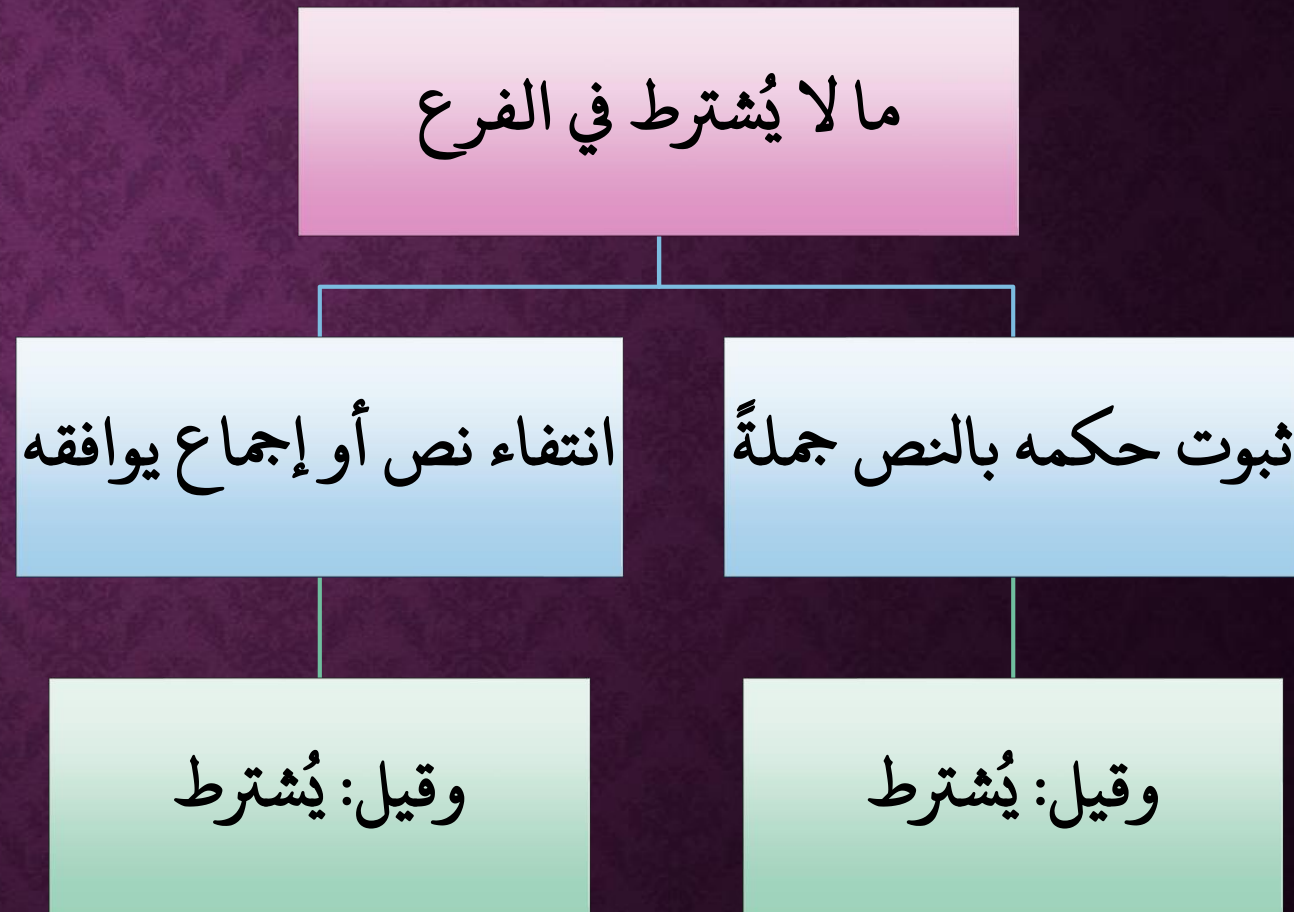 ما لا يُشترط في الفرع
ثبوت حكمه بالنص جملةً
انتفاء نص أو إجماع يوافقه
وقيل: يُشترط
وقيل: يُشترط